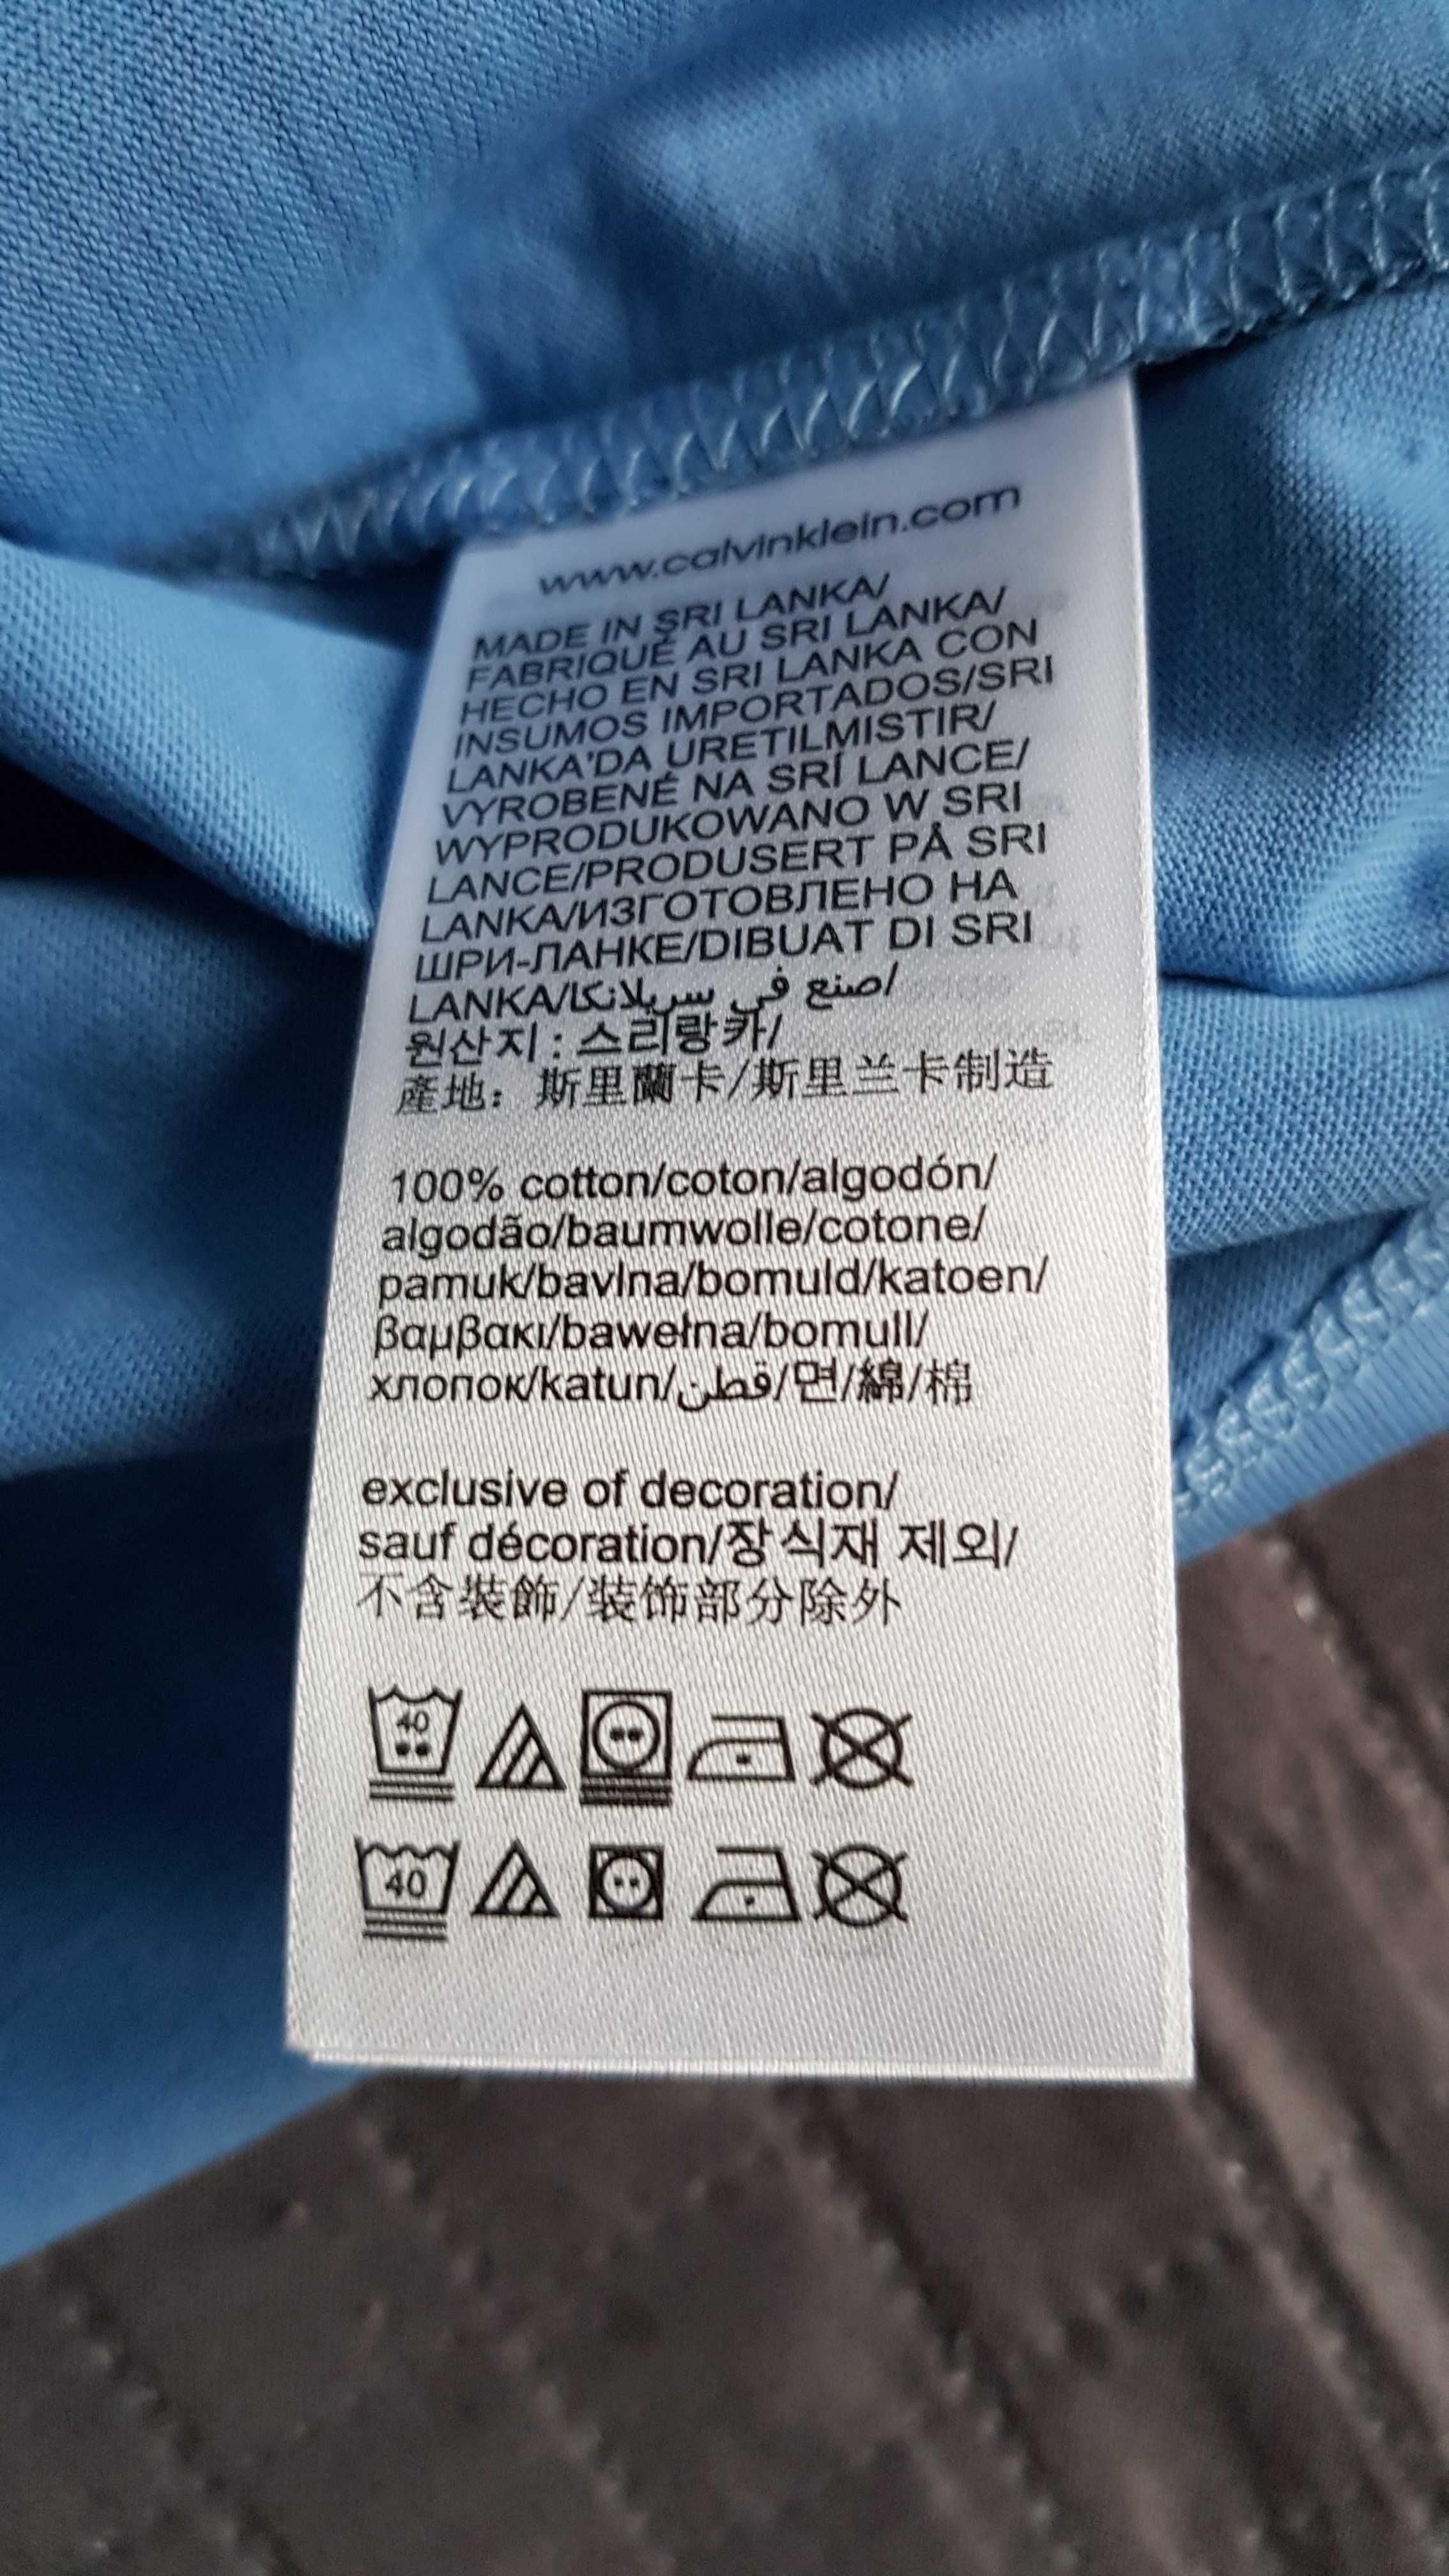 www.calvinklein.com
MADE IN SRI LANKA/
FABRIQUÉ AU SRI LANKA/
HECHO EN SRI LANKA CON
INSUMOS IMPORTADOS/SRI
LANKA'DA URETILMISTIR/
VYROBENÉ NA SRÍ LANCE/
WYPRODUKOWANO W SRI
LANCE/PRODUSERT PÅ SRI
LANKA/ИЗГОТОВЛЕНО НА
ШРИ-ЛАНКЕ/DIBUAT DI SRI
LANKA/صنع في سريلانكا/
원산지 : 스리랑카/
產地： 斯里蘭卡/斯里兰卡制造
100% cotton/coton/algodón/
algodão/baumwolle/cotone/
pamuk/bavlna/bomuld/katoen/
βαμβακι/bawełna/bomull/
хлопок/katun/قطن/면/綿/棉
exclusive of decoration/
sauf décoration/장식재 제외/
不含裝飾/装饰部分除外
40
40